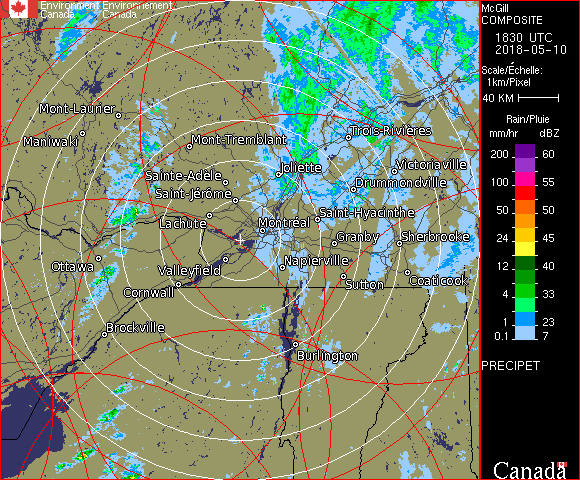 Environment Environnement
Canada Canada
McGill
COMPOSITE
1830 UTC
2018-05-10
Scale/Échelle:
1km/Pixel
40 KM
Rain/Pluie
mm/hr dBZ
200 60
100 55
50 50
24 45
12 40
4 33
1 23
0.1 7
PRECIPET
Canada
Mont-Laurier
Maniwaki
Mont-Tremblant
Trois-Rivières
Sainte-Adèle
Joliette
Victoriaville
Saint-Jérôme
Drummondville
Lachute
Montréal
Saint-Hyacinthe
Granby
Sherbrooke
Ottawa
Valleyfield
Napierville
Cornwall
Sutton
Coaticook
Brockville
Burlington